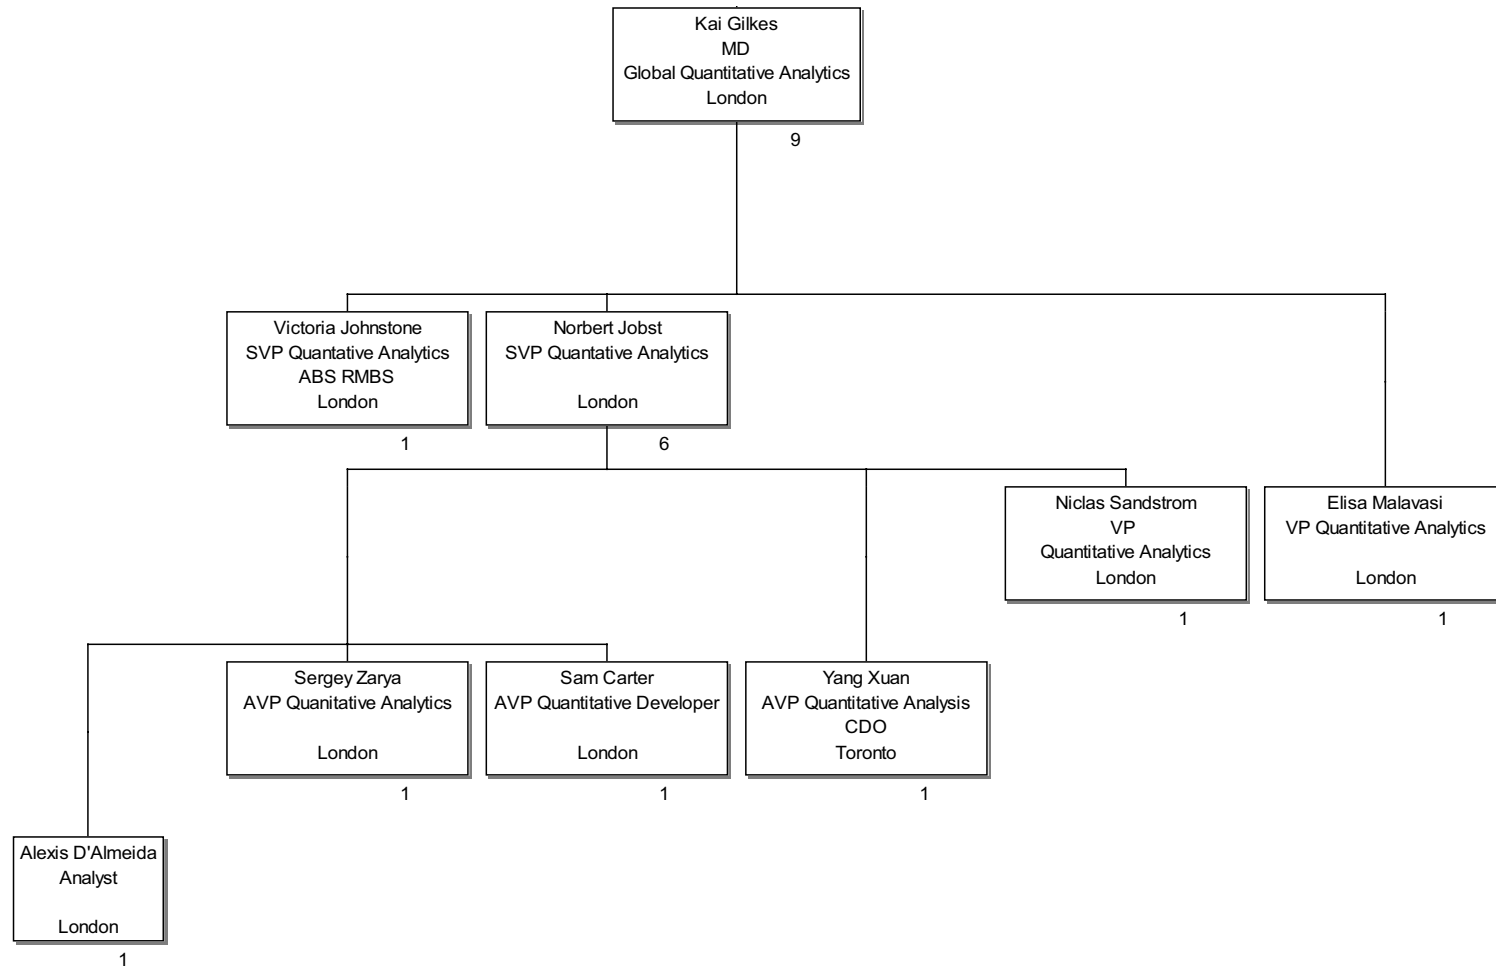 Kai Gilkes
MD
Global Quantitative Analytics
London
9
Victoria Johnstone
SVP Quantative Analytics
ABS RMBS
London
1
Norbert Jobst
SVP Quantative Analytics
London
6
Niclas Sandstrom
VP
Quantitative Analytics
London
1
Elisa Malavasi
VP Quantitative Analytics
London
1
Sergey Zarya
AVP Quanitative Analytics
London
1
Sam Carter
AVP Quantitative Developer
London
1
Yang Xuan
AVP Quantitative Analysis
CDO
Toronto
1
Alexis D'Almeida
Analyst
London
1